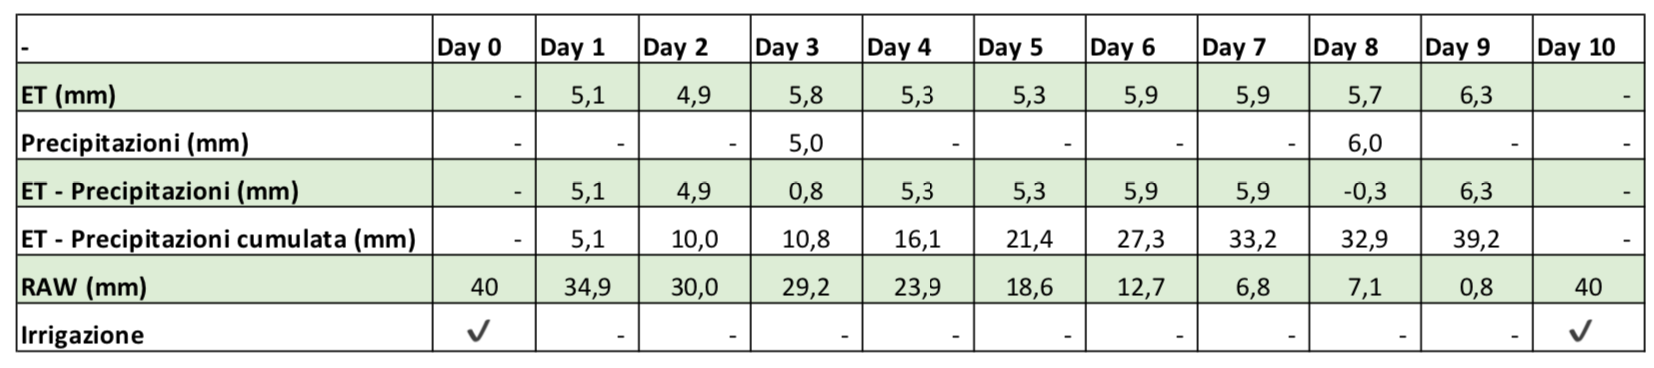 - Day 0 Day 1 Day 2 Day 3 Day 4 Day 5 Day 6 Day 7 Day 8 Day 9 Day 10
ET (mm) - 5,1 4,9 5,8 5,3 5,3 5,9 5,9 5,7 6,3 -
Precipitazioni (mm) - - - 5,0 - - - - 6,0 - -
ET - Precipitazioni (mm) - 5,1 4,9 0,8 5,3 5,3 5,9 5,9 -0,3 6,3 -
ET - Precipitazioni cumulata (mm) - 5,1 10,0 10,8 16,1 21,4 27,3 33,2 32,9 39,2 -
RAW (mm) 40 34,9 30,0 29,2 23,9 18,6 12,7 6,8 7,1 0,8 40
Irrigazione ✓ - - - - - - - - - ✓